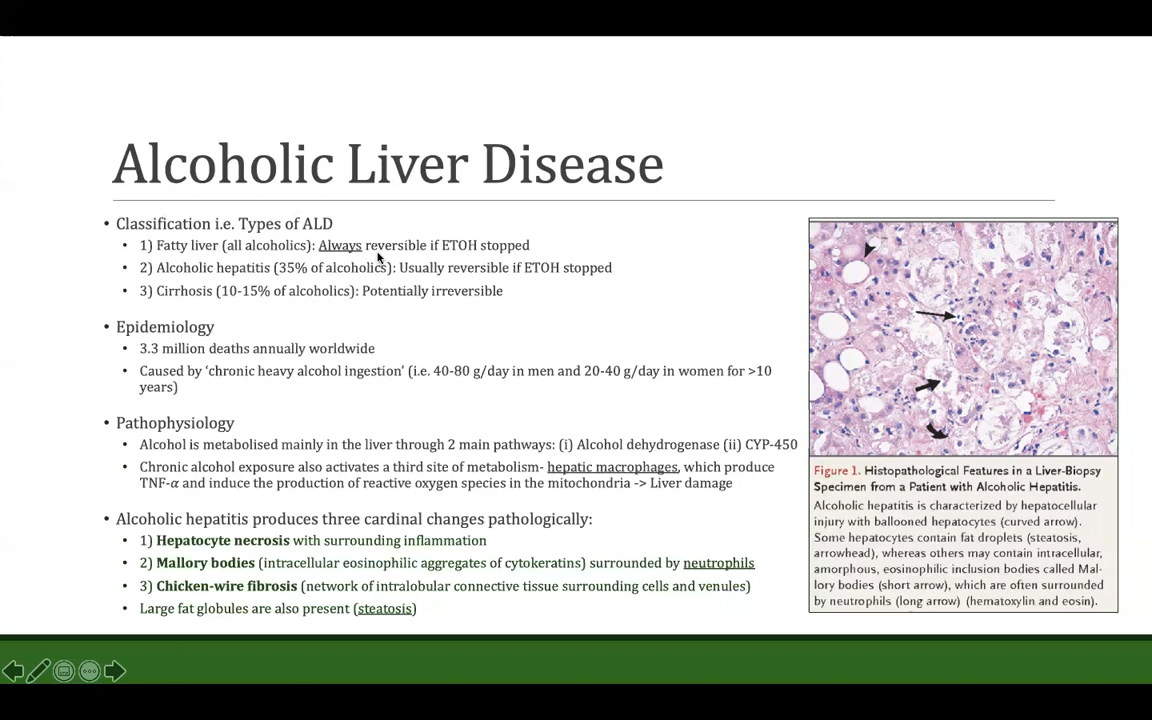 Alcoholic Liver Disease
• Classification i.e. Types of ALD
• 1) Fatty liver (all alcoholics): Always reversible if ETOH stopped
• 2) Alcoholic hepatitis (35% of alcoholics): Usually reversible if ETOH stopped
• 3) Cirrhosis (10-15% of alcoholics): Potentially irreversible
• Epidemiology
• 3.3 million deaths annually worldwide
• Caused by ‘chronic heavy alcohol ingestion’ (i.e. 40-80 g/day in men and 20-40 g/day in women for >10
years)
• Pathophysiology
• Alcohol is metabolised mainly in the liver through 2 main pathways: (i) Alcohol dehydrogenase (ii) CYP-450
• Chronic alcohol exposure also activates a third site of metabolism- hepatic macrophages, which produce
TNF-α and induce the production of reactive oxygen species in the mitochondria -> Liver damage
• Alcoholic hepatitis produces three cardinal changes pathologically:
• 1) Hepatocyte necrosis with surrounding inflammation
• 2) Mallory bodies (intracellular eosinophilic aggregates of cytokeratins) surrounded by neutrophils
• 3) Chicken-wire fibrosis (network of intralobular connective tissue surrounding cells and venules)
• Large fat globules are also present (steatosis)
Figure 1. Histopathological Features in a Liver-Biopsy
Specimen from a Patient with Alcoholic Hepatitis.
Alcoholic hepatitis is characterized by hepatocellular
injury with ballooned hepatocytes (curved arrow).
Some hepatocytes contain fat droplets (steatosis,
arrowhead), whereas others may contain intracellular,
amorphous, eosinophilic inclusion bodies called Mal-
lory bodies (short arrow), which are often surrounded
by neutrophils (long arrow) (hematoxylin and eosin).